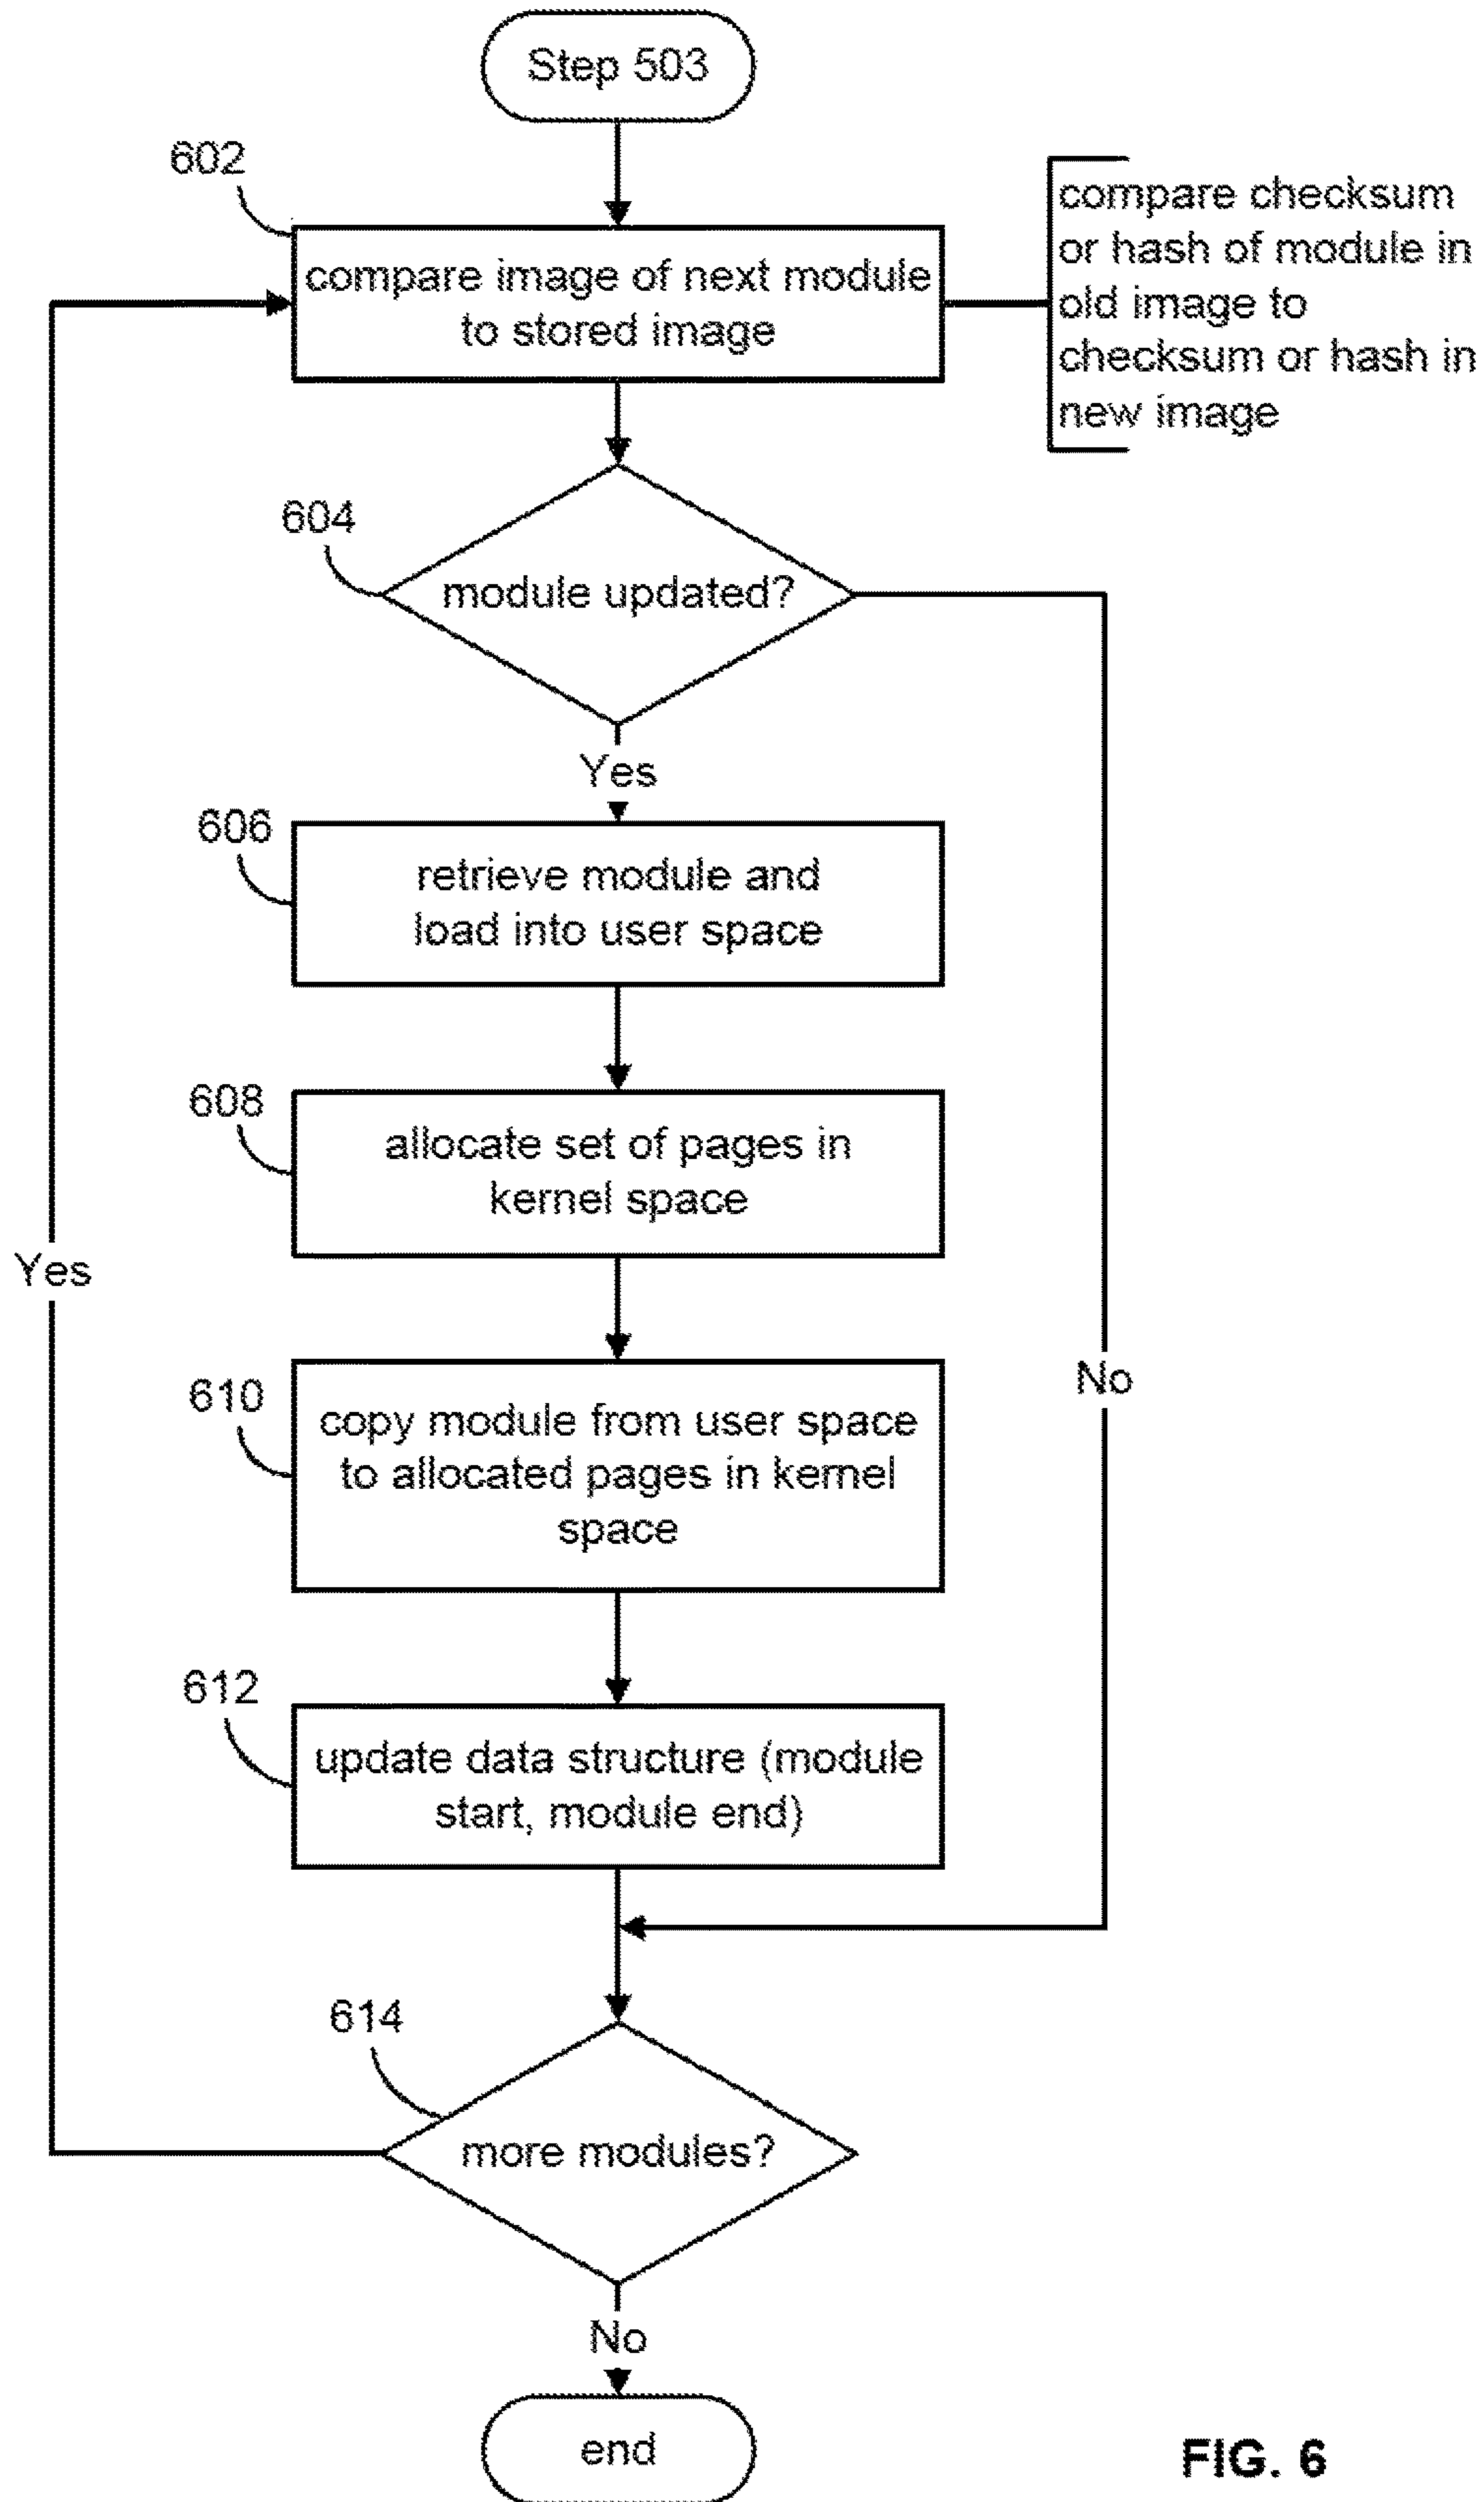 Step 503
602
compare image of next module
to stored image
compare checksum
or hash of module in
old image to
checksum or hash in
new image
604
module updated?
Yes
606
retrieve module and
load into user space
608
allocate set of pages in
kernel space
Yes
No
610
copy module from user space
to allocated pages in kernel
space
612
update data structure (module
start, module end)
614
more modules?
No
end
FIG. 6